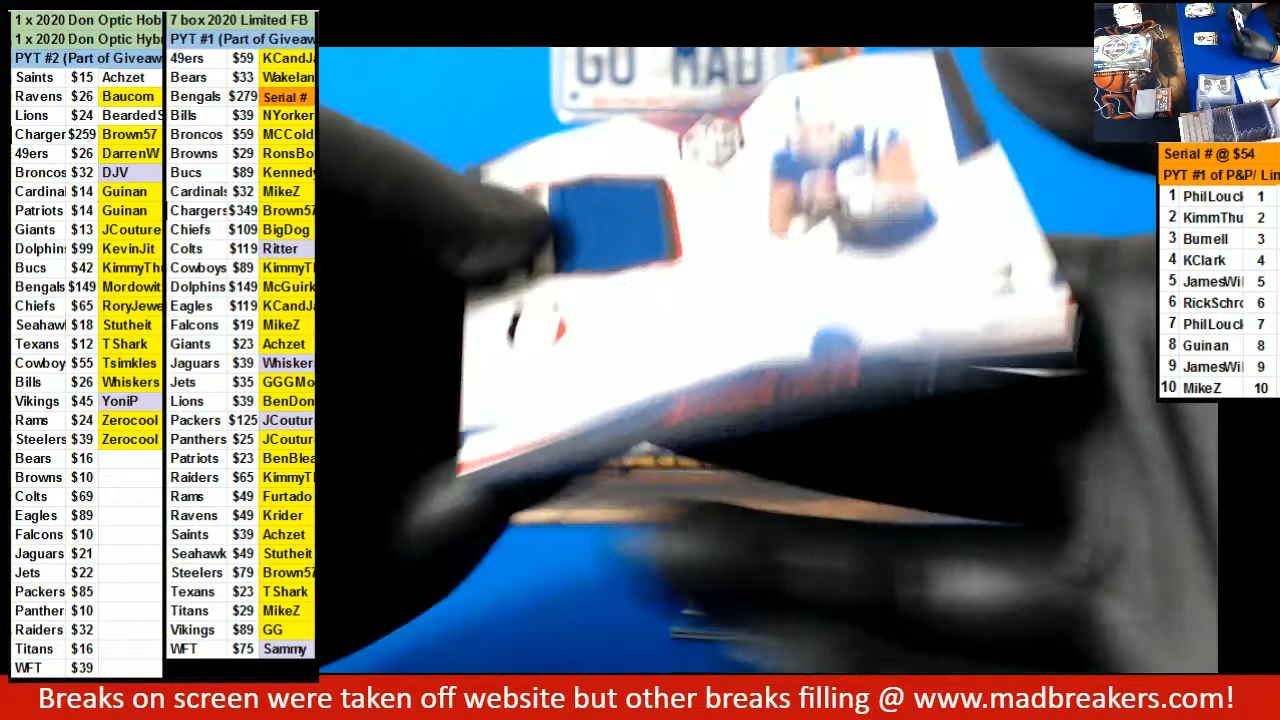 1 x 2020 Don Optic Hob
1 x 2020 Don Optic Hyb
PYT #2 (Part of Giveaw
Saints $15 Achzet
Ravens $26 Baucom
Lions $24 BeardedS
Charger $259 Brown57
49ers $26 DarrenW
Broncos $32 DJV
Cardinal $14 Guinan
Patriots $14 Guinan
Giants $13 JCouture
Dolphin $99 KevinJit
Bucs $42 KimmyTh
Bengals $149 Mordowit
Chiefs $65 RoryJewe
Seahaw $18 Stutheit
Texans $12 T Shark
Cowboy $55 Tsimkles
Bills $26 Whiskers
Vikings $45 YoniP
Rams $24 Zerocool
Steelers $39 Zerocool
Bears $16
Browns $10
Colts $69
Eagles $89
Falcons $10
Jaguars $21
Jets $22
Packers $85
Panther $10
Raiders $32
Titans $16
WFT $39
7 box 2020 Limited FB
PYT #1 (Part of Giveaw
49ers $59 KCandJ
Bears $33 Wakelan
Bengals $279 Serial #
Bills $39 NYorker
Broncos $59 MCCold
Browns $29 RonsBo
Bucs $89 Kenned
Cardinals $32 MikeZ
Chargers $349 Brown57
Chiefs $109 BigDog
Colts $119 Ritter
Cowboys $89 KimmyT
Dolphins $149 McGuirk
Eagles $119 KCandJ
Falcons $19 MikeZ
Giants $23 Achzet
Jaguars $39 Whisker
Jets $35 GGGMo
Lions $39 BenDon
Packers $125 JCoutur
Panthers $25 JCoutur
Patriots $23 BenBlea
Raiders $65 KimmyT
Rams $49 Furtado
Ravens $49 Krider
Saints $39 Achzet
Seahawk $49 Stutheit
Steelers $79 Brown57
Texans $23 T Shark
Titans $29 MikeZ
Vikings $89 GG
WFT $75 Sammy
GO MAD
Serial # @ $54
PYT #1 of P&P/ Lim
1 PhilLouc 1
2 KimmThu 2
3 Burnell 3
4 KClark 4
5 JamesWi 5
6 RickSchr 6
7 PhilLouc 7
8 Guinan 8
9 JamesWi 9
10 MikeZ 10
Breaks on screen were taken off website but other breaks filling @ www.madbreakers.com!